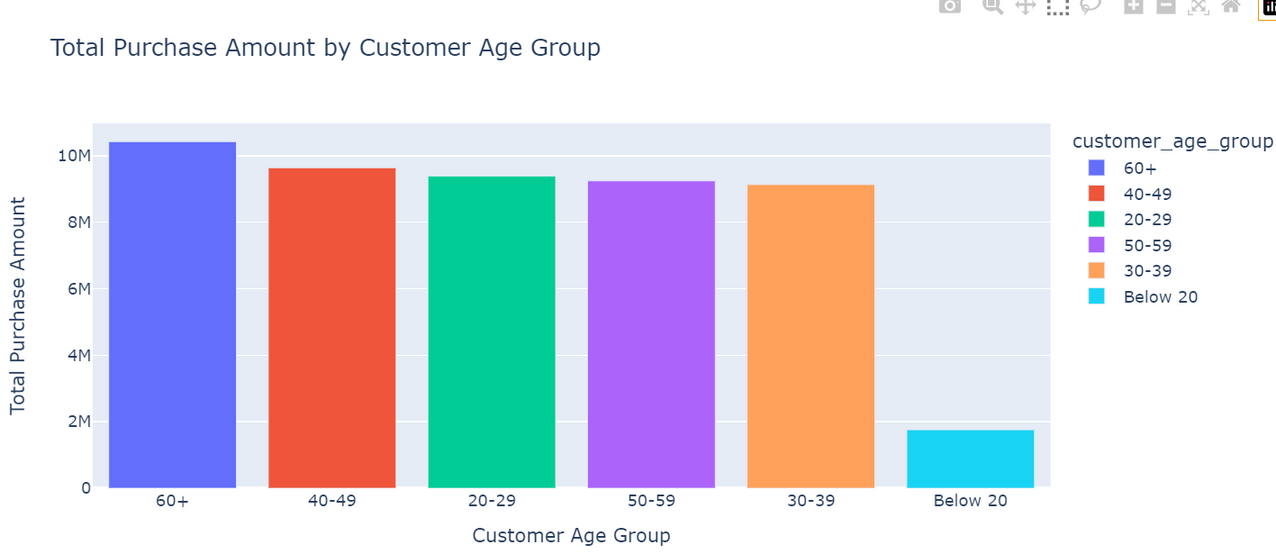 Total Purchase Amount by Customer Age Group
Total Purchase Amount
10M
8M
6M
4M
2M
0
60+ 40-49 20-29 50-59 30-39 Below 20
Customer Age Group
customer_age_group
60+
40-49
20-29
50-59
30-39
Below 20